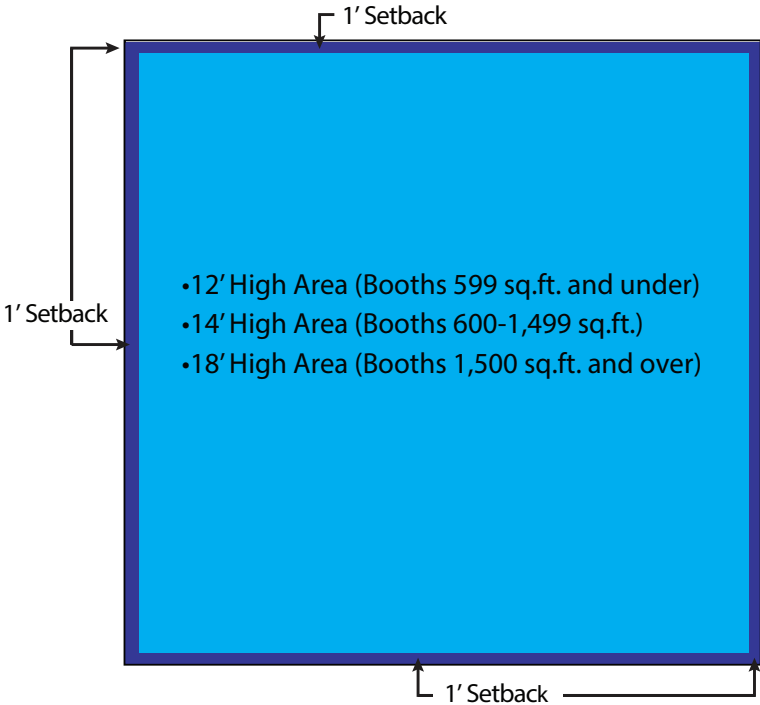 1’ Setback
1’ Setback
•12’ High Area (Booths 599 sq.ft. and under)
•14’ High Area (Booths 600-1,499 sq.ft.)
•18’ High Area (Booths 1,500 sq.ft. and over)
1’ Setback